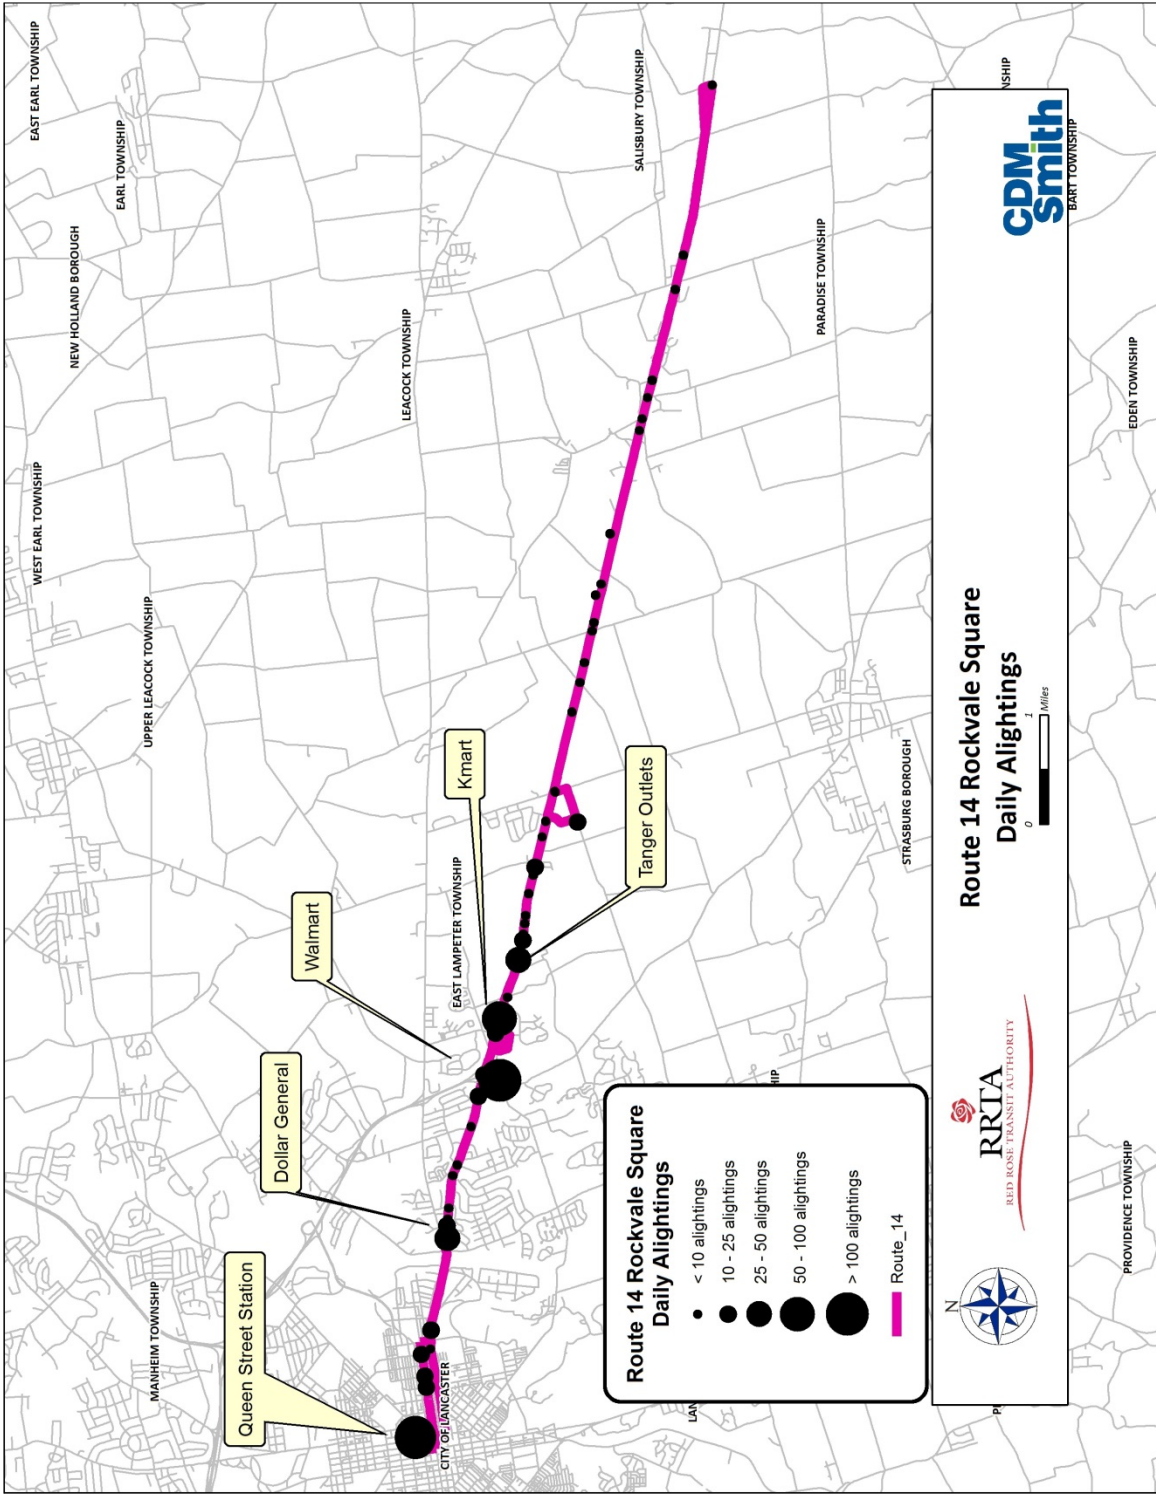 EAST EARL TOWNSHIP
EARL TOWNSHIP
NEW HOLLAND BOROUGH
WEST EARL TOWNSHIP
UPPER LEACOCK TOWNSHIP
LEACOCK TOWNSHIP
SALISBURY TOWNSHIP
PARADISE TOWNSHIP
MANHEIM TOWNSHIP
EAST LAMPETER TOWNSHIP
CITY OF LANCASTER
STRASBURG BOROUGH
EDEN TOWNSHIP
BART TOWNSHIP
PROVIDENCE TOWNSHIP
NSHIP
HIP
LAN
Queen Street Station
Dollar General
Walmart
Kmart
Tanger Outlets
Route 14 Rockvale Square
Daily Alightings
< 10 alightings
10 - 25 alightings
25 - 50 alightings
50 - 100 alightings
> 100 alightings
Route_14
N
RRTA
RED ROSE TRANSIT AUTHORITY
Route 14 Rockvale Square
Daily Alightings
0 1
Miles
CDM
Smith